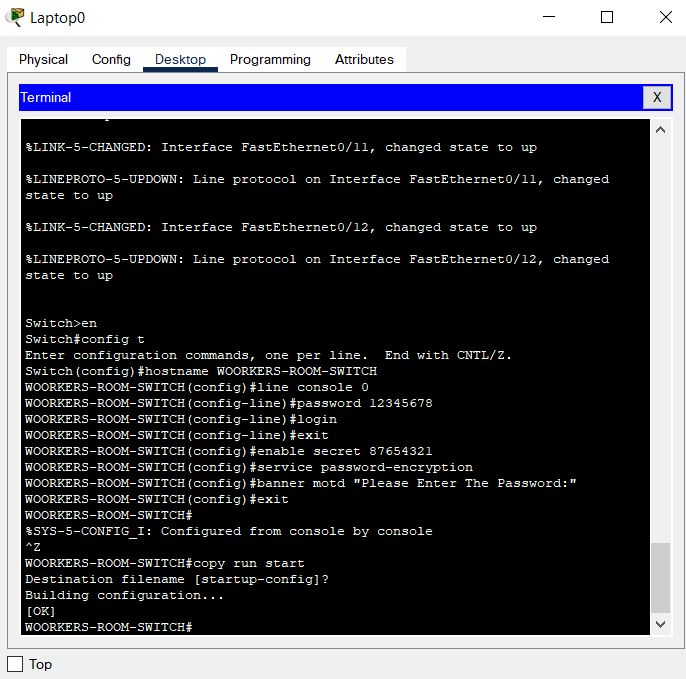 Laptop0
Physical Config Desktop Programming Attributes
Terminal X
%LINK-5-CHANGED: Interface FastEthernet0/11, changed state to up
%LINEPROTO-5-UPDOWN: Line protocol on Interface FastEthernet0/11, changed
state to up
%LINK-5-CHANGED: Interface FastEthernet0/12, changed state to up
%LINEPROTO-5-UPDOWN: Line protocol on Interface FastEthernet0/12, changed
state to up
Switch>en
Switch#config t
Enter configuration commands, one per line.  End with CNTL/Z.
Switch(config)#hostname WOORKERS-ROOM-SWITCH
WOORKERS-ROOM-SWITCH(config)#line console 0
WOORKERS-ROOM-SWITCH(config-line)#password 12345678
WOORKERS-ROOM-SWITCH(config-line)#login
WOORKERS-ROOM-SWITCH(config-line)#exit
WOORKERS-ROOM-SWITCH(config)#enable secret 87654321
WOORKERS-ROOM-SWITCH(config)#service password-encryption
WOORKERS-ROOM-SWITCH(config)#banner motd "Please Enter The Password:"
WOORKERS-ROOM-SWITCH(config)#exit
WOORKERS-ROOM-SWITCH#
%SYS-5-CONFIG_I: Configured from console by console
^Z
WOORKERS-ROOM-SWITCH#copy run start
Destination filename [startup-config]?
Building configuration...
[OK]
WOORKERS-ROOM-SWITCH#
Top